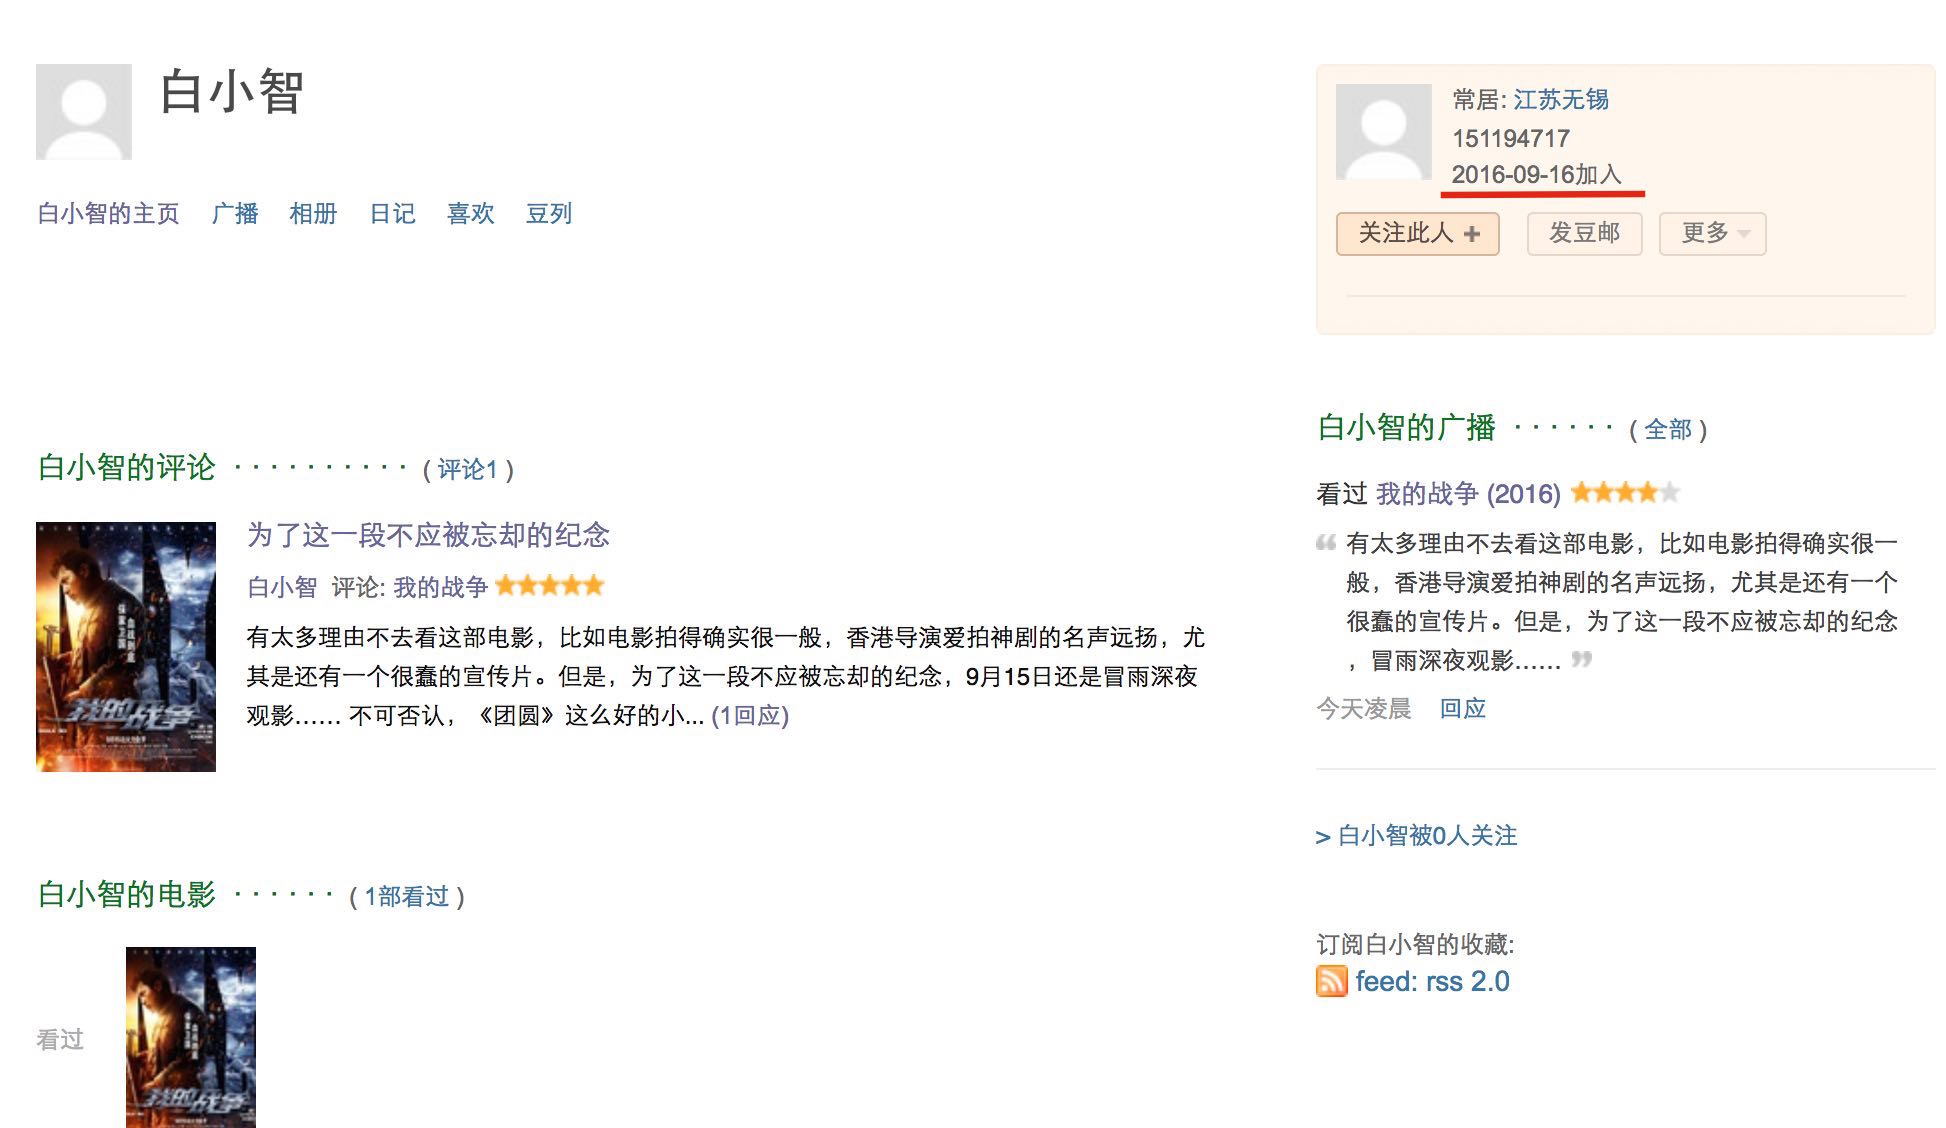 白小智
白小智的主页 广播 相册 日记 喜欢 豆列
常居: 江苏无锡
151194717
2016-09-16加入
关注此人 + 发豆邮 更多
白小智的评论 · · · · · · · · · · ( 评论1 )
为了这一段不应被忘却的纪念
白小智 评论: 我的战争
有太多理由不去看这部电影，比如电影拍得确实很一般，香港导演爱拍神剧的名声远扬，尤
其是还有一个很蠢的宣传片。但是，为了这一段不应被忘却的纪念，9月15日还是冒雨深夜
观影…… 不可否认，《团圆》这么好的小... (1回应)
我的战争
白小智的电影 · · · · · · ( 1部看过 )
看过
我的战争
白小智的广播 · · · · · · ( 全部 )
看过 我的战争 (2016)
“ 有太多理由不去看这部电影，比如电影拍得确实很一
般，香港导演爱拍神剧的名声远扬，尤其是还有一个
很蠢的宣传片。但是，为了这一段不应被忘却的纪念
，冒雨深夜观影…… ”
今天凌晨 回应
> 白小智被0人关注
订阅白小智的收藏:
feed: rss 2.0